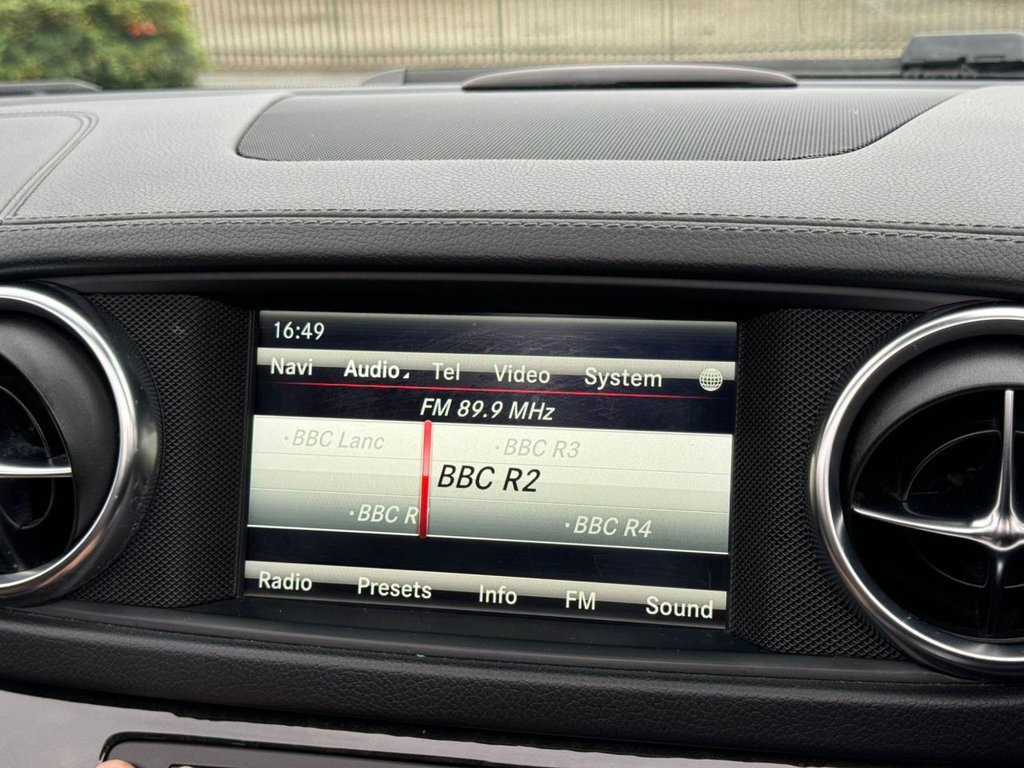 16:49
Navi Audio Tel Video System
FM 89.9 MHz
BBC Lanc BBC R3
BBC R2
BBC R BBC R4
Radio Presets Info FM Sound